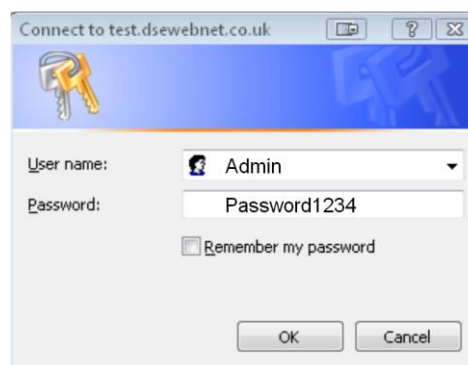 Connect to test.dsewebnet.co.uk
User name: Admin
Password: Password1234
Remember my password
OK Cancel